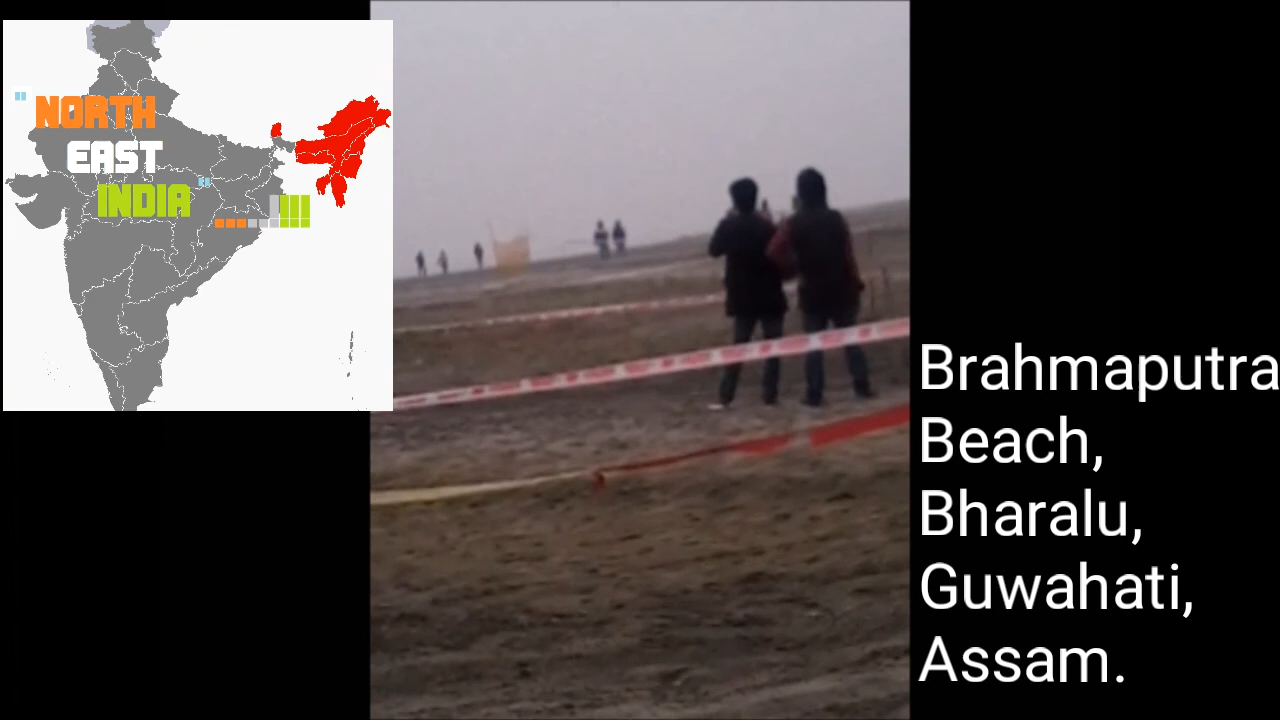 "NORTH
EAST
INDIA"
Brahmaputra
Beach,
Bharalu,
Guwahati,
Assam.